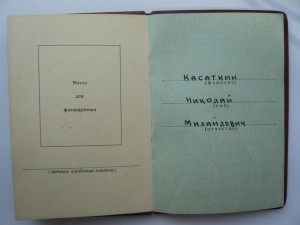 Место
для
фотокарточки
Касаткин
(фамилия)
Николай
(имя)
Михайлович
(отчество)